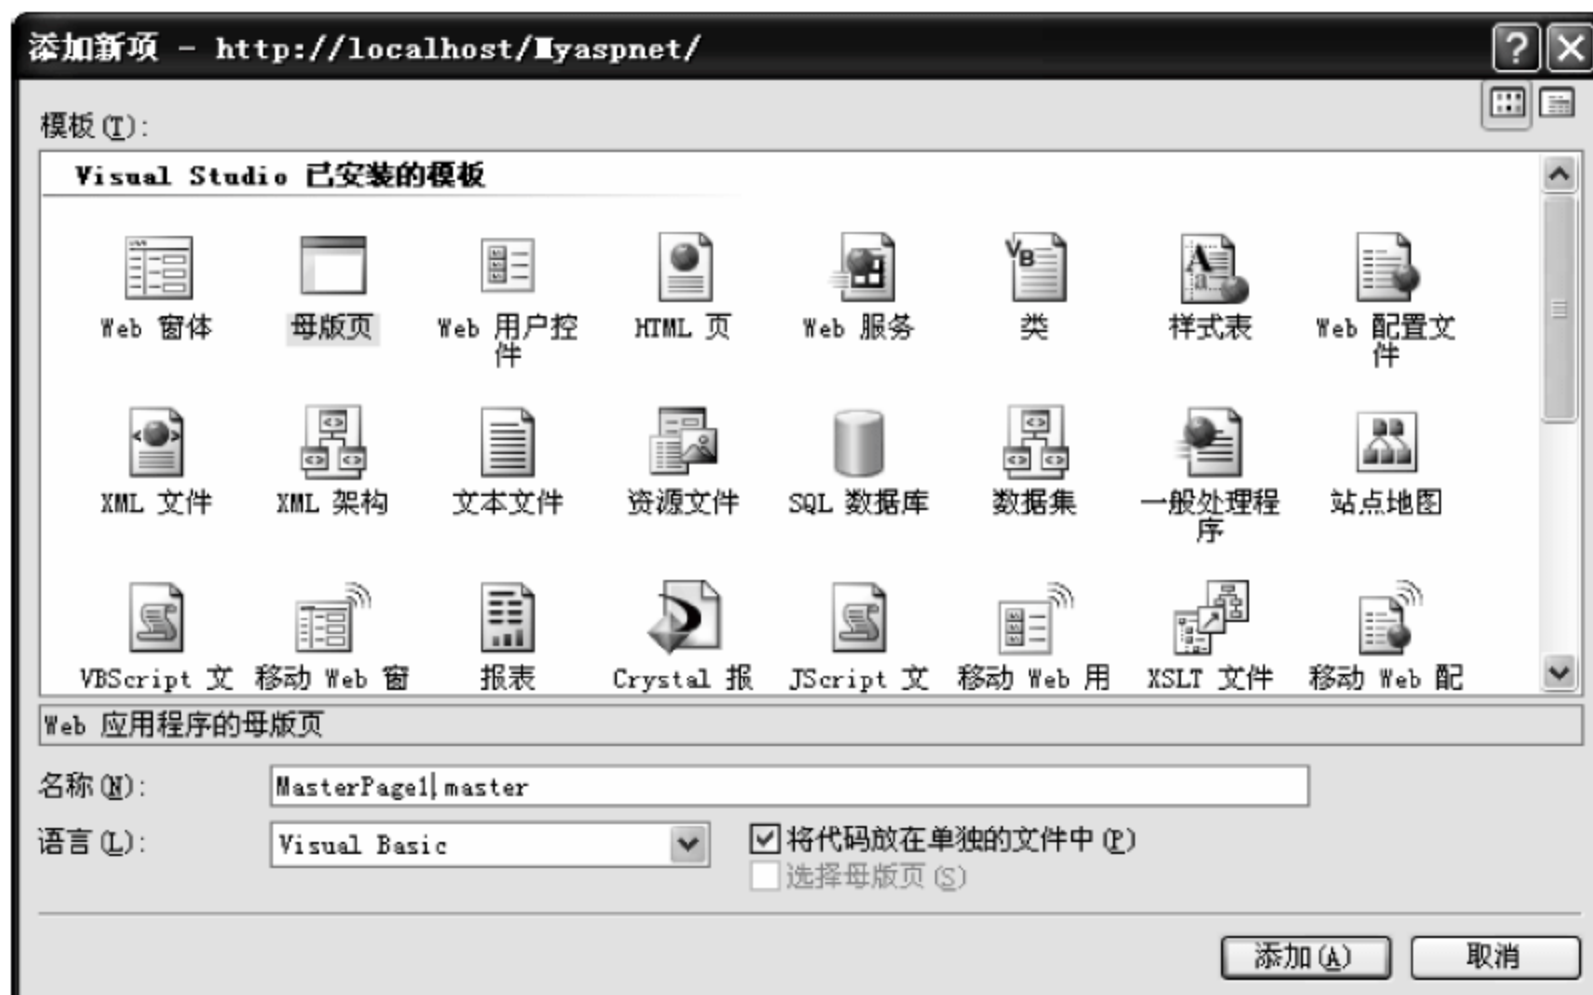 添加新项 - http://localhost/Myaspnet/
模板(T):
Visual Studio 已安装的模板
Web 窗体 母版页 Web 用户控件 HTML 页 Web 服务 类 样式表 Web 配置文件
XML 文件 XML 架构 文本文件 资源文件 SQL 数据库 数据集 一般处理程序 站点地图
VBScript 文 移动 Web 窗 报表 Crystal 报 JScript 文 移动 Web 用 XSLT 文件 移动 Web 配
Web 应用程序的母版页
名称(N): MasterPage1.master
语言(L): Visual Basic 将代码放在单独的文件中(P)
选择母版页(S)
添加(A) 取消